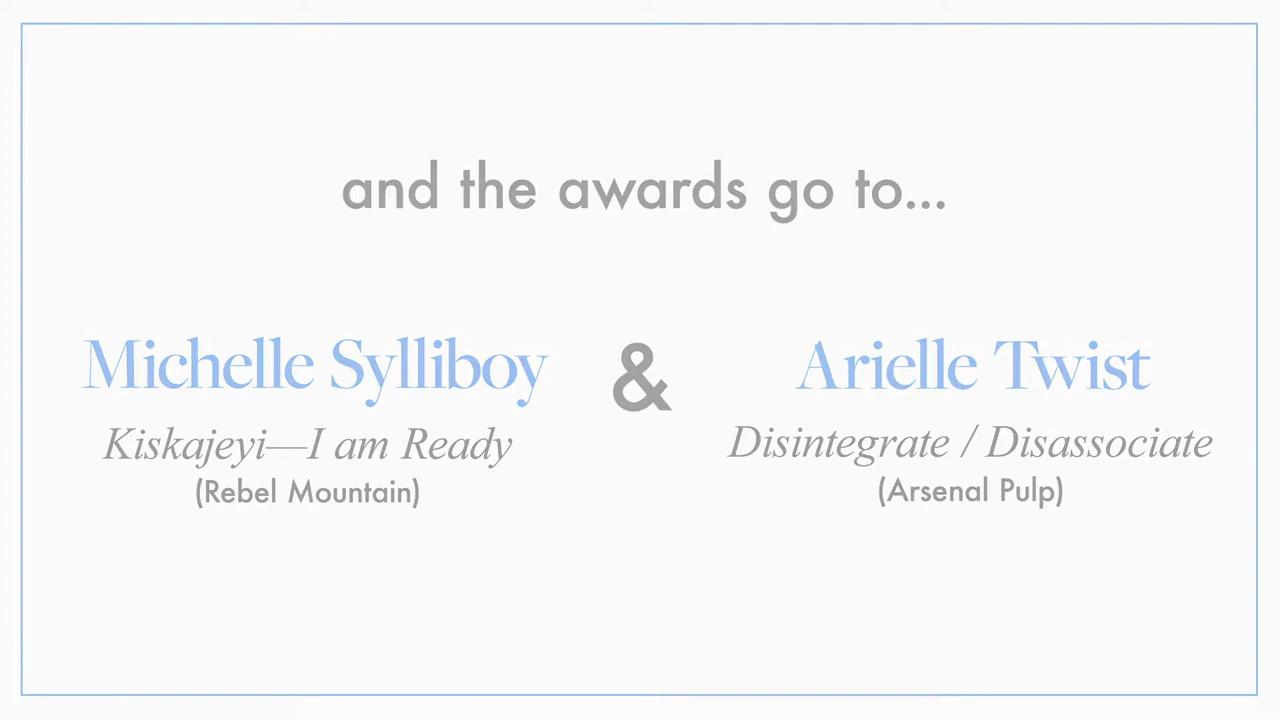 and the awards go to...
Michelle Sylliboy & Arielle Twist
Kiskajeyi—I am Ready
(Rebel Mountain)
Disintegrate / Disassociate
(Arsenal Pulp)